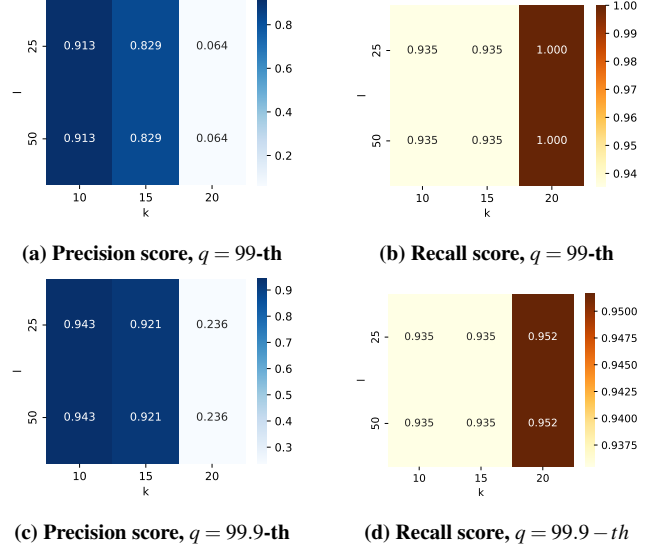 25
0.913 0.829 0.064
l
50
0.913 0.829 0.064
10 15 20
k
0.8
0.6
0.4
0.2
25
0.935 0.935 1.000
l
50
0.935 0.935 1.000
10 15 20
k
1.00
0.99
0.98
0.97
0.96
0.95
0.94
(a) Precision score, q = 99-th
(b) Recall score, q = 99-th
25
0.943 0.921 0.236
l
50
0.943 0.921 0.236
10 15 20
k
0.9
0.8
0.7
0.6
0.5
0.4
0.3
25
0.935 0.935 0.952
l
50
0.935 0.935 0.952
10 15 20
k
0.9500
0.9475
0.9450
0.9425
0.9400
0.9375
(c) Precision score, q = 99.9-th
(d) Recall score, q = 99.9 − th